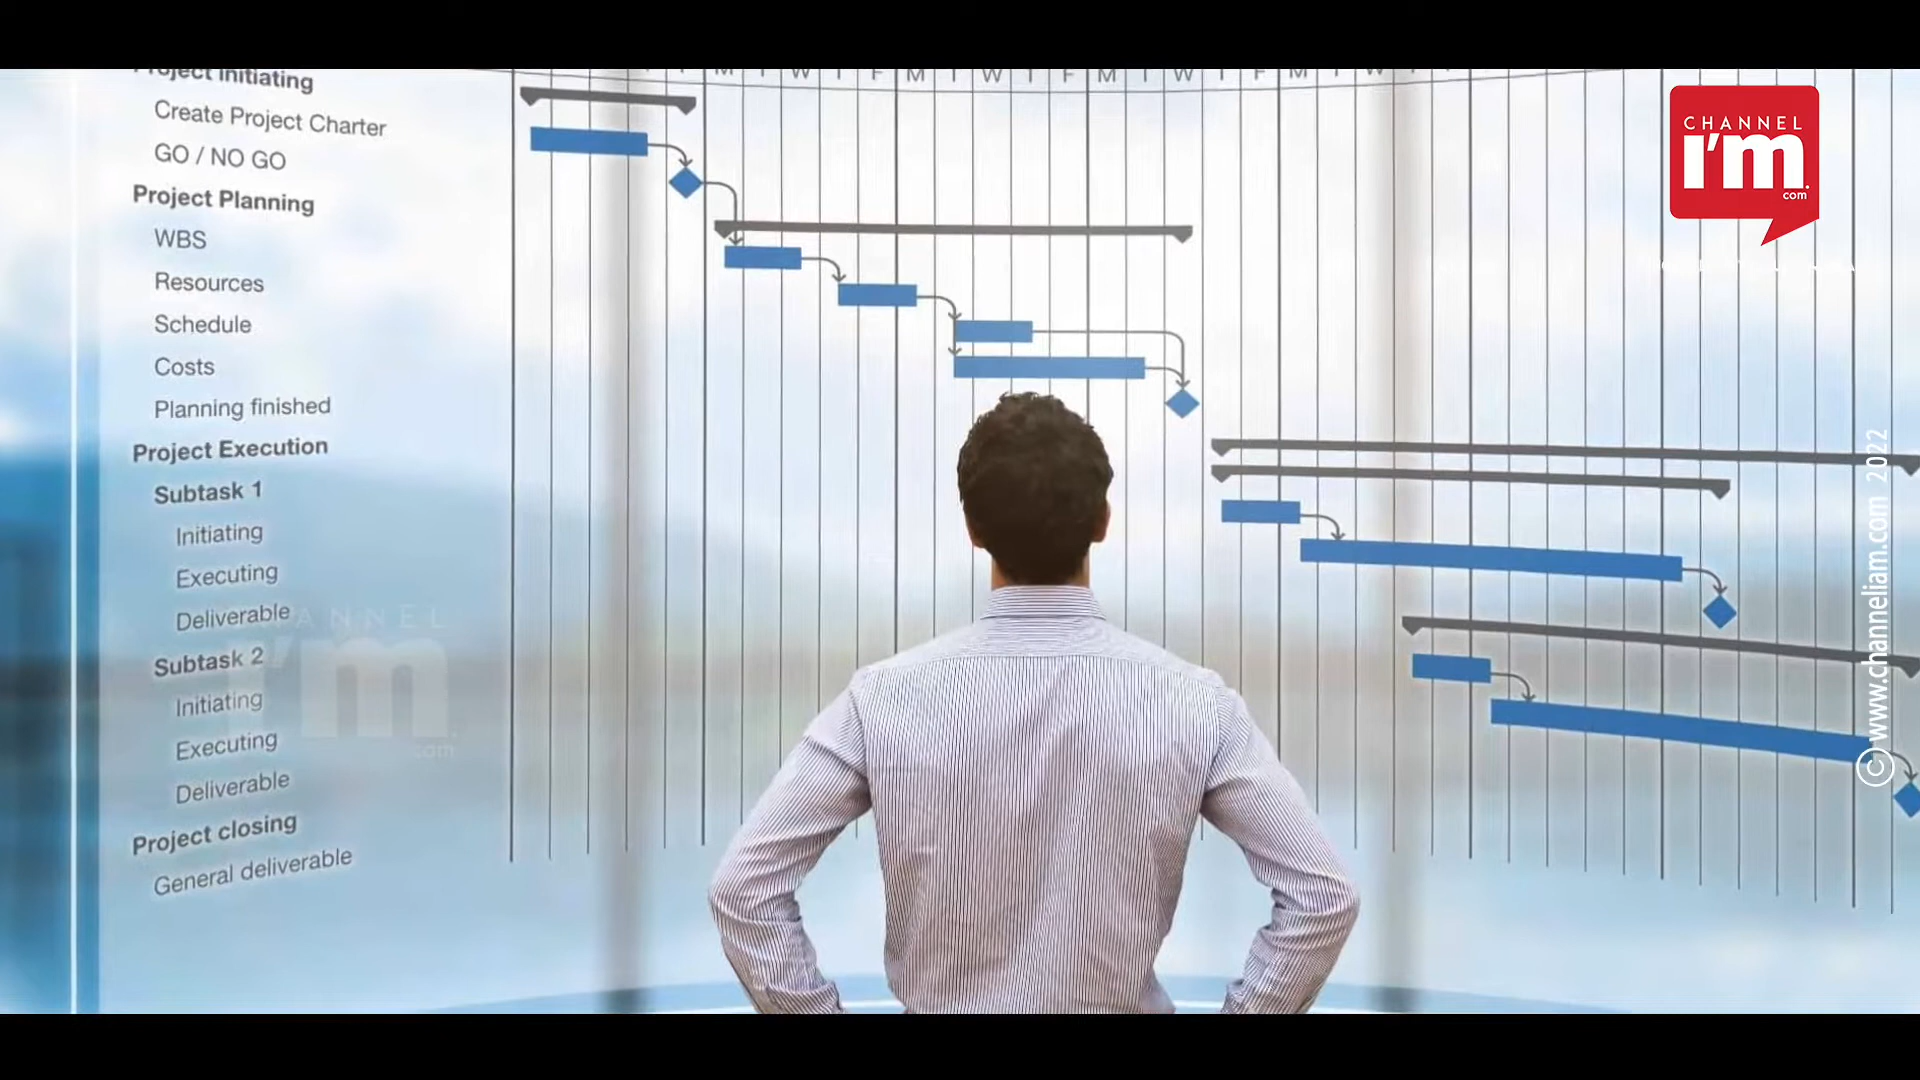 Project Initiating
Create Project Charter
GO / NO GO
Project Planning
WBS
Resources
Schedule
Costs
Planning finished
Project Execution
Subtask 1
Initiating
Executing
Deliverable
Subtask 2
Initiating
Executing
Deliverable
Project closing
General deliverable
M T W T F M T W T F M T W T F M T W
CHANNEL
i'm
.com
CHANNEL
i'm
.com
© www.channeliam.com 2022